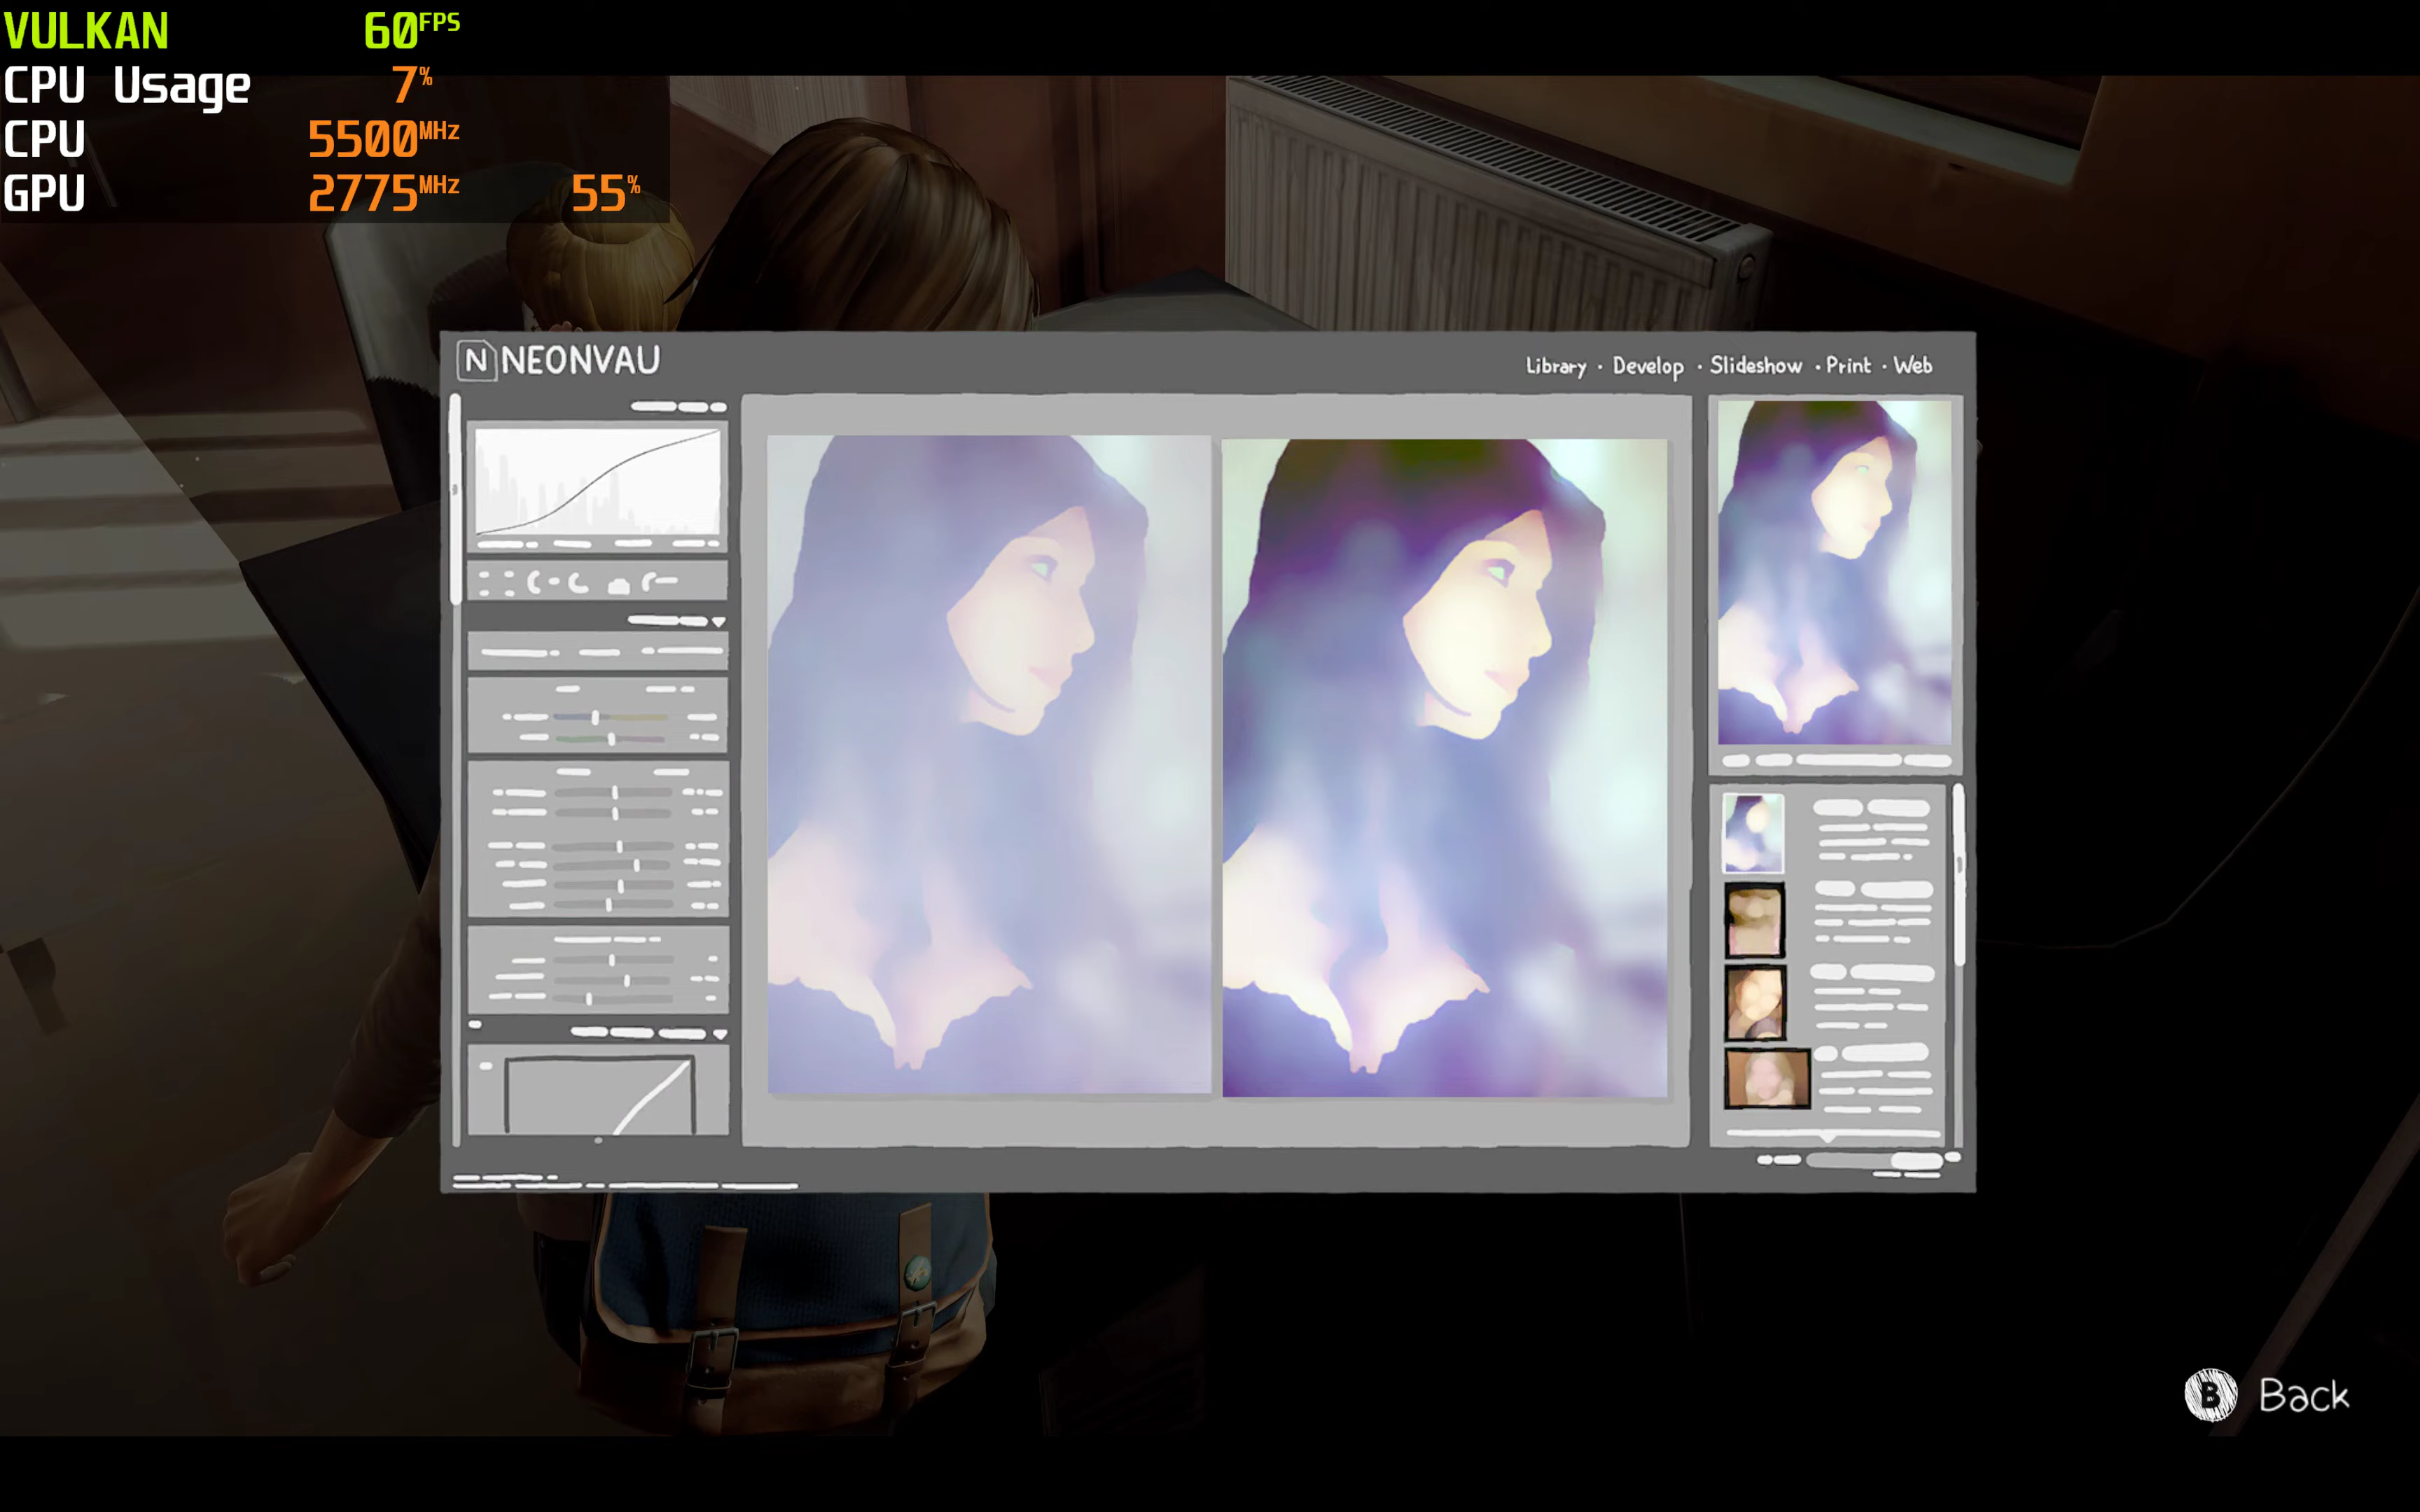 VULKAN 60FPS
CPU Usage 7%
CPU 5500MHz
GPU 2775MHz 55%
N NEONVAU
Library · Develop · Slideshow · Print · Web
B Back